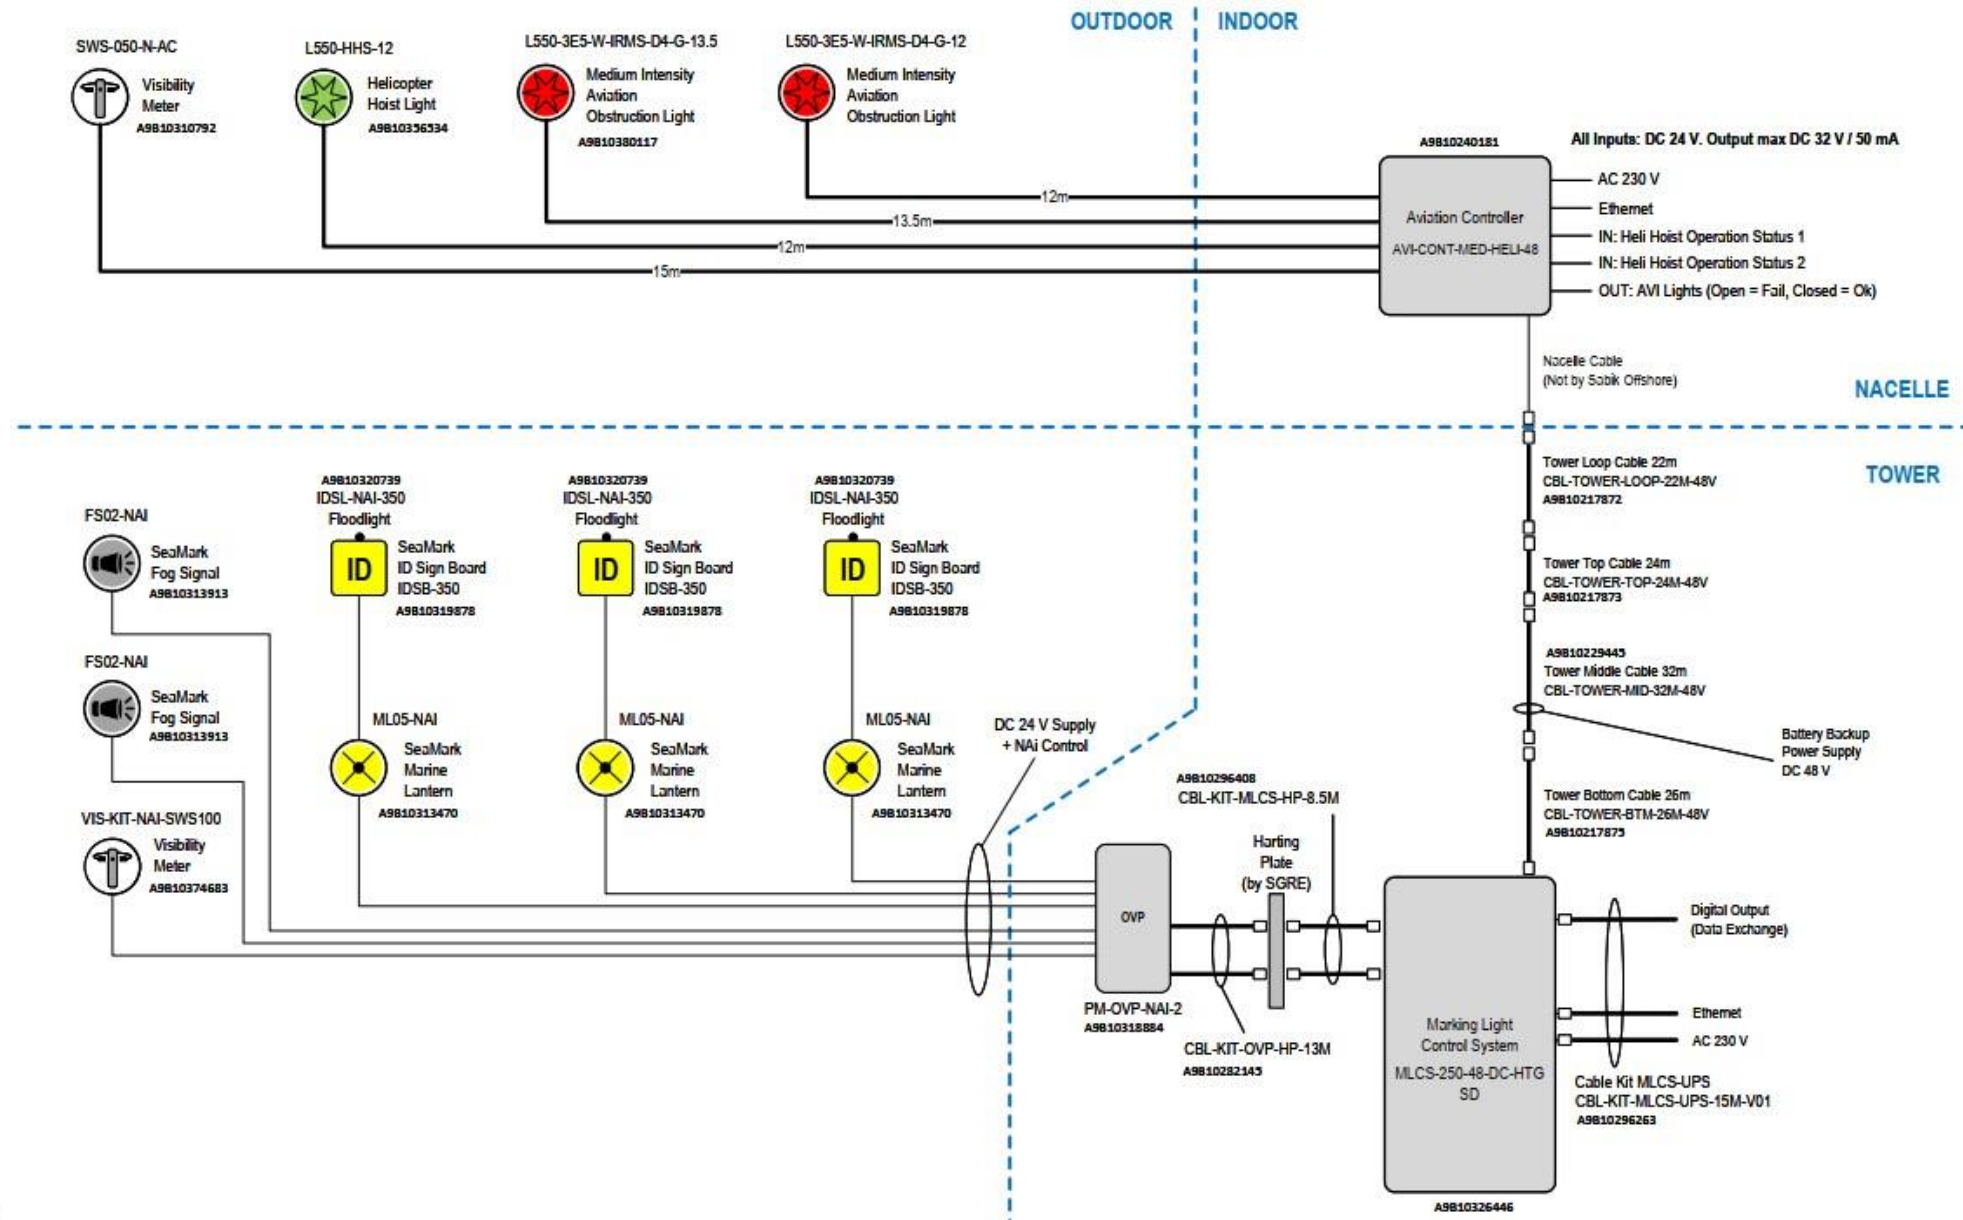 OUTDOOR
INDOOR
SWS-050-N-AC
Visibility
Meter
A9B10310792
L550-HHS-12
Helicopter
Hoist Light
A9B10356534
L550-3E5-W-IRMS-D4-G-13.5
Medium Intensity
Aviation
Obstruction Light
A9B10380117
L550-3E5-W-IRMS-D4-G-12
Medium Intensity
Aviation
Obstruction Light
12m
13.5m
12m
15m
A9B10240181
Aviation Controller
AVI-CONT-MED-HELI-48
All Inputs: DC 24 V. Output max DC 32 V / 50 mA
AC 230 V
Ethernet
IN: Heli Hoist Operation Status 1
IN: Heli Hoist Operation Status 2
OUT: AVI Lights (Open = Fail, Closed = Ok)
Nacelle Cable
(Not by Sabik Offshore)
NACELLE
TOWER
Tower Loop Cable 22m
CBL-TOWER-LOOP-22M-48V
A9B10217872
Tower Top Cable 24m
CBL-TOWER-TOP-24M-48V
A9B10217873
A9B10229445
Tower Middle Cable 32m
CBL-TOWER-MID-32M-48V
Battery Backup
Power Supply
DC 48 V
Tower Bottom Cable 26m
CBL-TOWER-BTM-26M-48V
A9B10217875
FS02-NAI
SeaMark
Fog Signal
A9B10313913
FS02-NAI
SeaMark
Fog Signal
A9B10313913
VIS-KIT-NAI-SWS100
Visibility
Meter
A9B10374683
A9B10320739
IDSL-NAI-350
Floodlight
ID
SeaMark
ID Sign Board
IDSB-350
A9B10319878
A9B10320739
IDSL-NAI-350
Floodlight
ID
SeaMark
ID Sign Board
IDSB-350
A9B10319878
A9B10320739
IDSL-NAI-350
Floodlight
ID
SeaMark
ID Sign Board
IDSB-350
A9B10319878
ML05-NAI
SeaMark
Marine
Lantern
A9B10313470
ML05-NAI
SeaMark
Marine
Lantern
A9B10313470
ML05-NAI
SeaMark
Marine
Lantern
A9B10313470
DC 24 V Supply
+ NAi Control
OVP
PM-OVP-NAI-2
A9B10318884
A9B10296408
CBL-KIT-MLCS-HP-8.5M
Harting
Plate
(by SGRE)
CBL-KIT-OVP-HP-13M
A9B10282145
Marking Light
Control System
MLCS-250-48-DC-HTG
SD
A9B10326446
Digital Output
(Data Exchange)
Ethernet
AC 230 V
Cable Kit MLCS-UPS
CBL-KIT-MLCS-UPS-15M-V01
A9B10296263